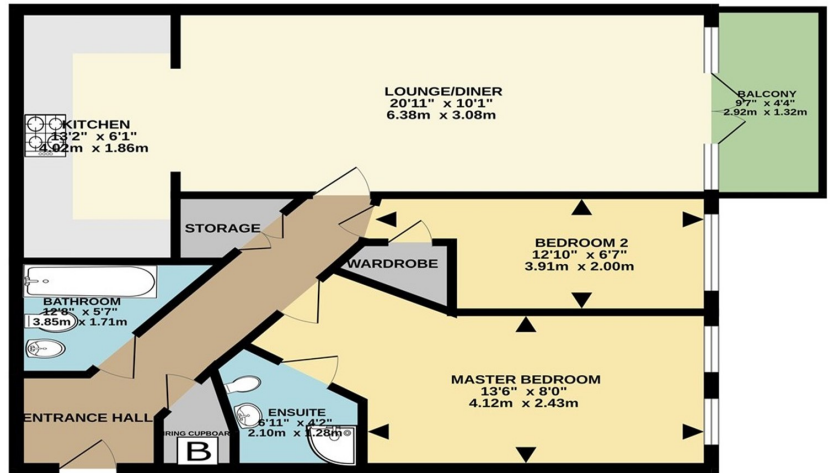 LOUNGE/DINER
20'11" x 10'1"
6.38m x 3.08m
BALCONY
9'7" x 4'4"
2.92m x 1.32m
KITCHEN
13'2" x 6'1"
4.02m x 1.86m
STORAGE
BEDROOM 2
12'10" x 6'7"
3.91m x 2.00m
WARDROBE
BATHROOM
12'8" x 5'7"
3.85m x 1.71m
MASTER BEDROOM
13'6" x 8'0"
4.12m x 2.43m
ENTRANCE HALL
ENSUITE
6'11" x 4'2"
2.10m x 1.28m
IRING CUPBOARD
B